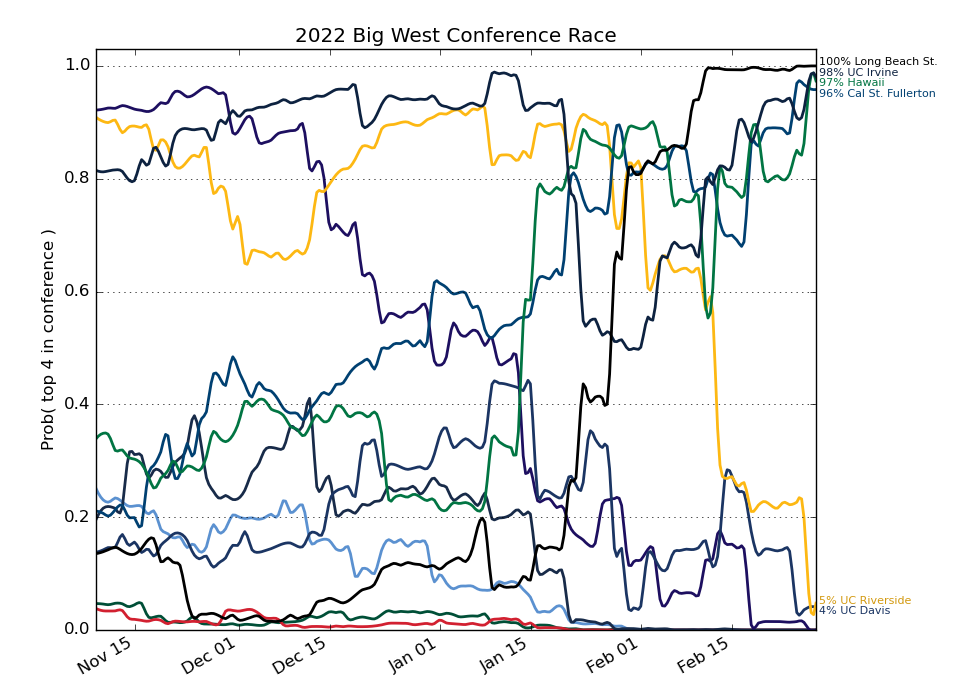 2022 Big West Conference Race
Prob( top 4 in conference )
1.0
0.8
0.6
0.4
0.2
0.0
Nov 15
Dec 01
Dec 15
Jan 01
Jan 15
Feb 01
Feb 15
100% Long Beach St.
98% UC Irvine
97% Hawaii
96% Cal St. Fullerton
5% UC Riverside
4% UC Davis